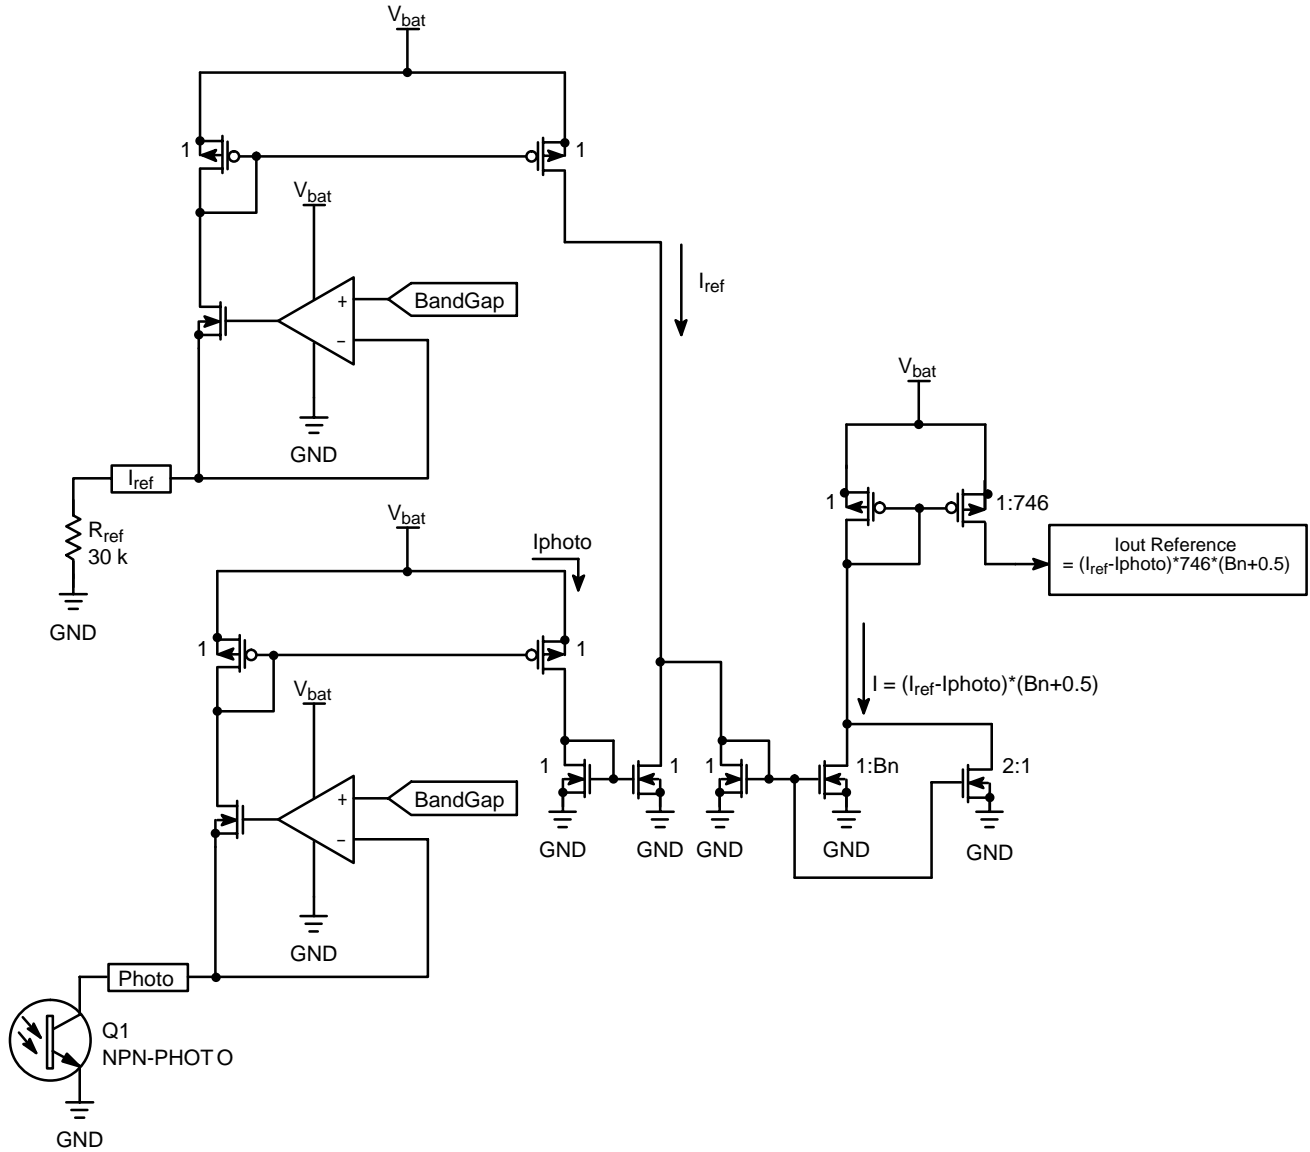 Vbat
1
1
Vbat
+
BandGap
−
Iref
GND
Vbat
Iref
Rref
30 k
GND
Vbat
Iphoto
1
1:746
Iout Reference
= (Iref-Iphoto)*746*(Bn+0.5)
1
1
Vbat
I = (Iref-Iphoto)*(Bn+0.5)
1
1
1
1:Bn
2:1
+
BandGap
−
GND
GND
GND
GND
GND
GND
Photo
Q1
NPN-PHOTO
GND